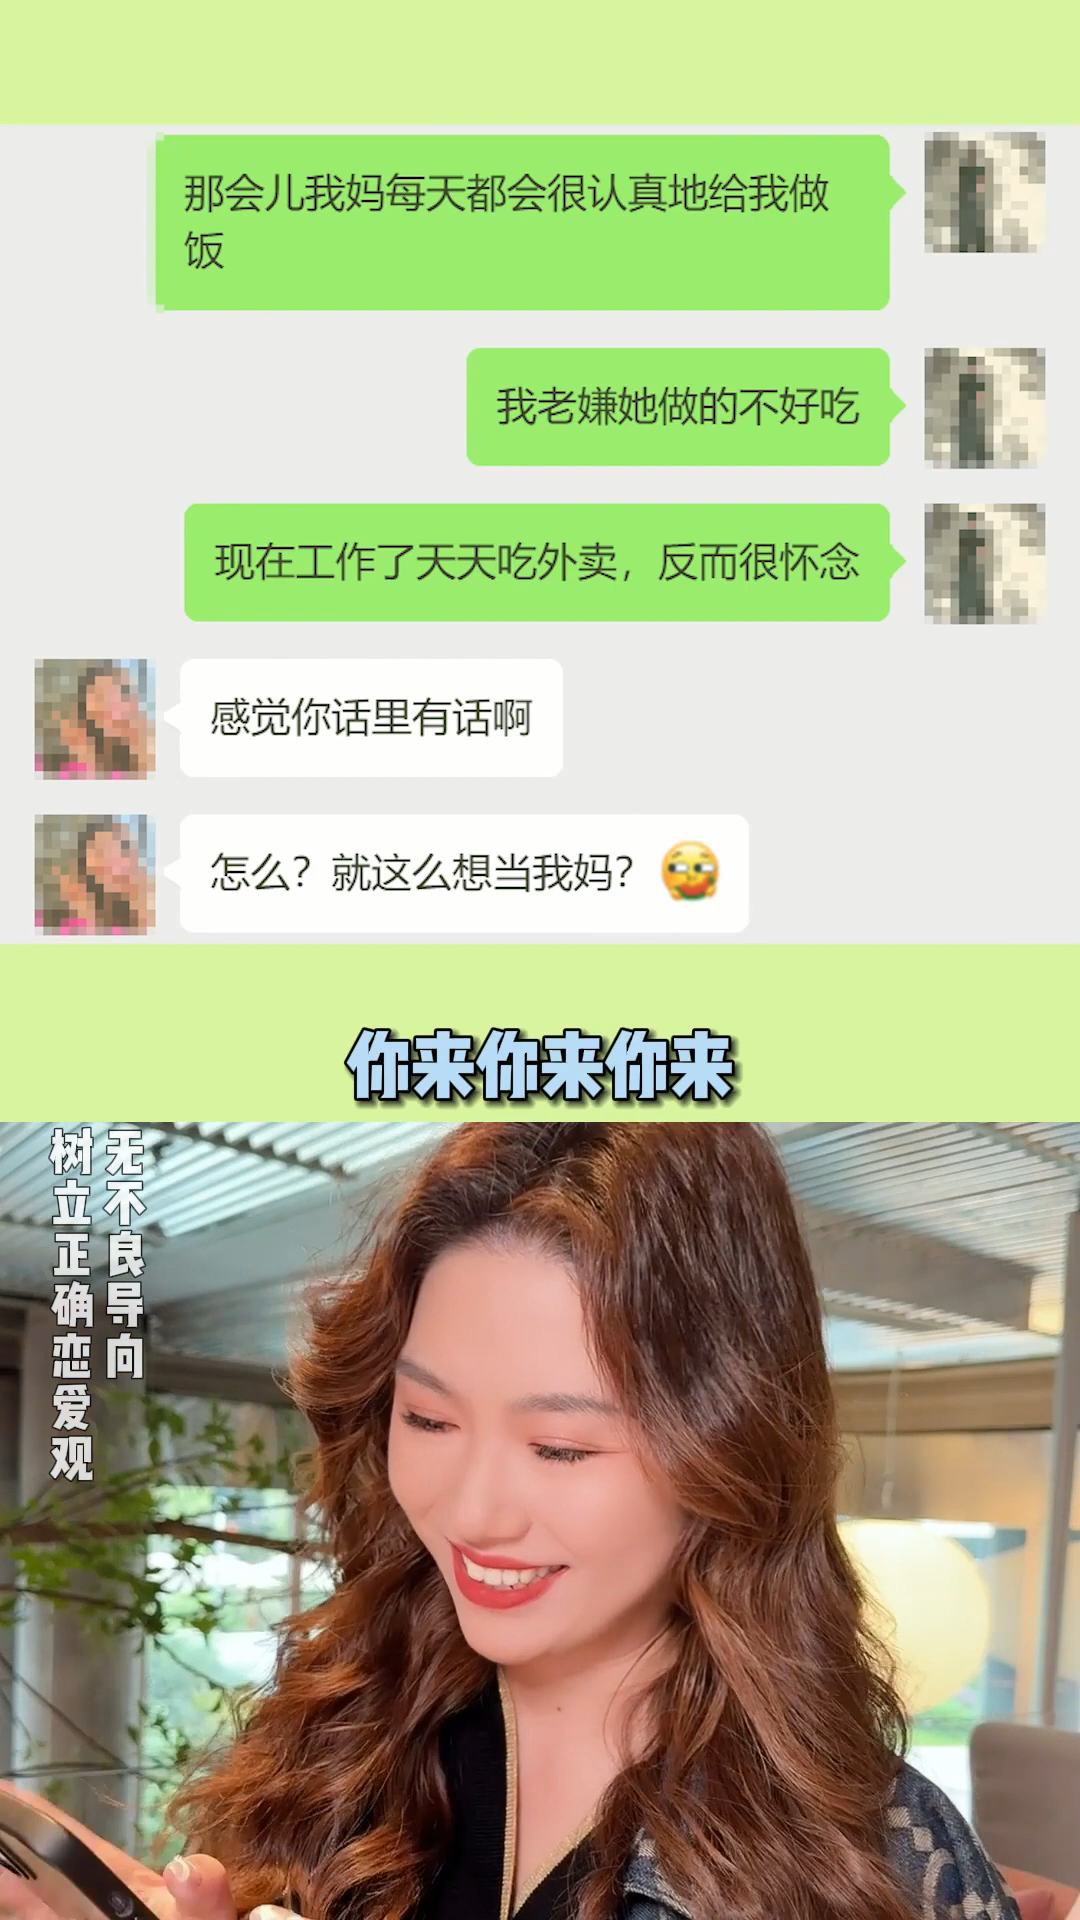 那会儿我妈每天都会很认真地给我做
饭
我老嫌她做的不好吃
现在工作了天天吃外卖，反而很怀念
感觉你话里有话啊
怎么？就这么想当我妈？
你来你来你来
无不良导向
树立正确恋爱观